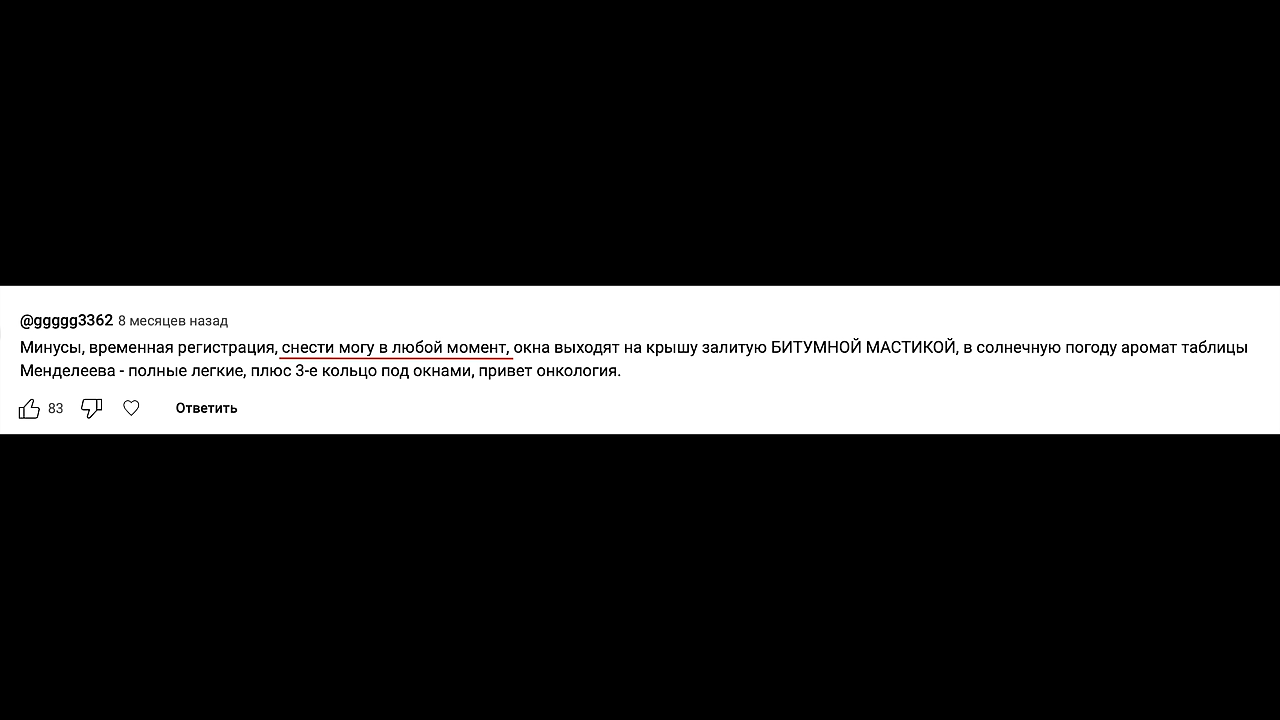 @ggggg3362 8 месяцев назад
Минусы, временная регистрация, снести могу в любой момент, окна выходят на крышу залитую БИТУМНОЙ МАСТИКОЙ, в солнечную погоду аромат таблицы
Менделеева - полные легкие, плюс 3-е кольцо под окнами, привет онкология.
83 Ответить